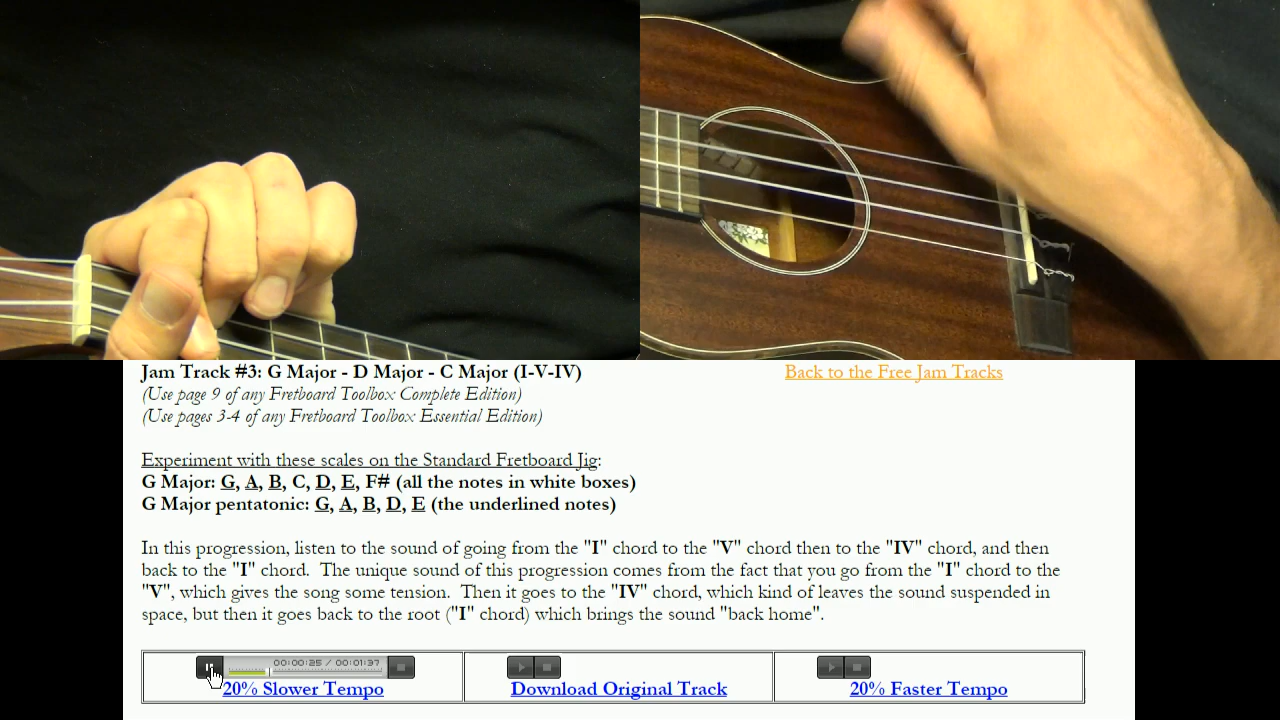 Jam Track #3: G Major - D Major - C Major (I-V-IV)
Back to the Free Jam Tracks
(Use page 9 of any Fretboard Toolbox Complete Edition)
(Use pages 3-4 of any Fretboard Toolbox Essential Edition)
Experiment with these scales on the Standard Fretboard Jig:
G Major: G, A, B, C, D, E, F# (all the notes in white boxes)
G Major pentatonic: G, A, B, D, E (the underlined notes)
In this progression, listen to the sound of going from the "I" chord to the "V" chord then to the "IV" chord, and then
back to the "I" chord. The unique sound of this progression comes from the fact that you go from the "I" chord to the
"V", which gives the song some tension. Then it goes to the "IV" chord, which kind of leaves the sound suspended in
space, but then it goes back to the root ("I" chord) which brings the sound "back home".
00:00:25 / 00:01:37
20% Slower Tempo
Download Original Track
20% Faster Tempo